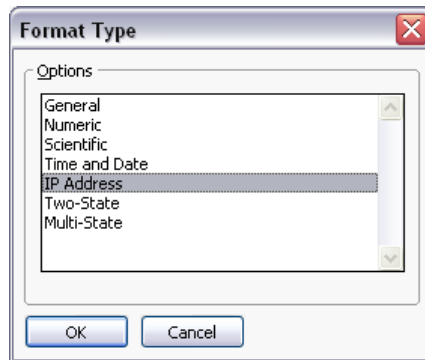 Format Type
Options
General
Numeric
Scientific
Time and Date
IP Address
Two-State
Multi-State
OK
Cancel